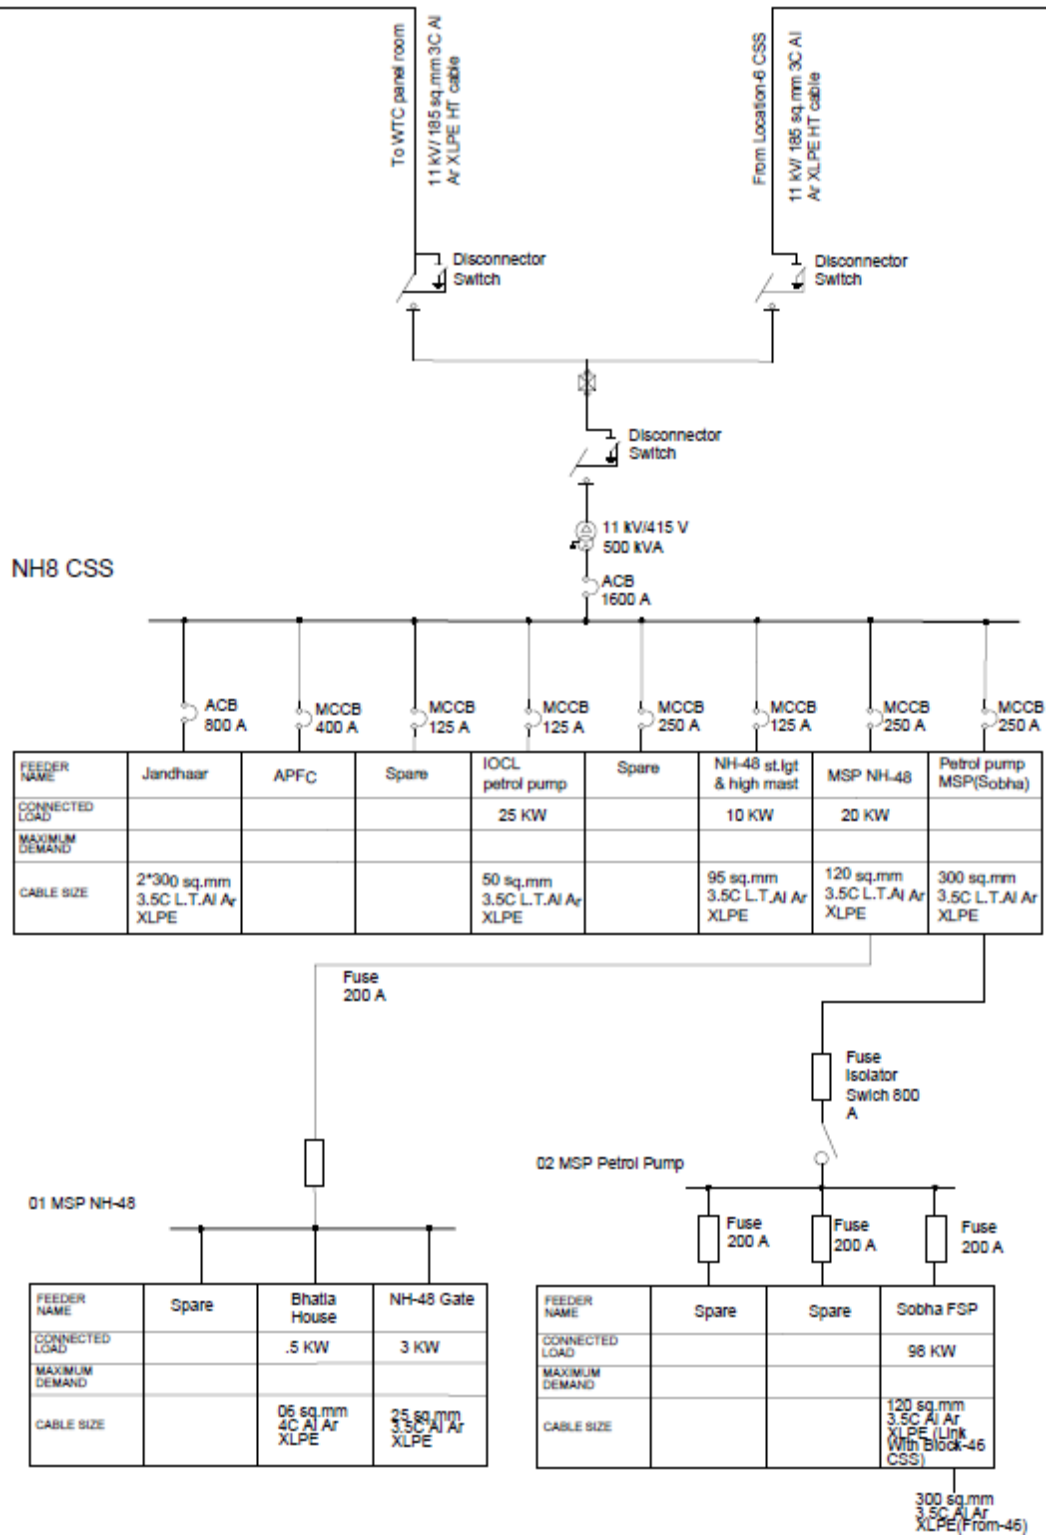 To WTC panel room
11 kV/ 185 sq.mm 3C Al
Ar XLPE HT cable
From Location-6 CSS
11 kV/ 185 sq.mm 3C Al
Ar XLPE HT cable
Disconnector
Switch
Disconnector
Switch
Disconnector
Switch
11 kV/415 V
500 kVA
NH8 CSS
ACB
1600 A
ACB
800 A
MCCB
400 A
MCCB
125 A
MCCB
125 A
MCCB
250 A
MCCB
125 A
MCCB
250 A
MCCB
250 A
FEEDER
NAME
Jandhaar
APFC
Spare
IOCL
petrol pump
Spare
NH-48 st.lgt
& high mast
MSP NH-48
Petrol pump
MSP(Sobha)
CONNECTED
LOAD
25 KW
10 KW
20 KW
MAXIMUM
DEMAND
CABLE SIZE
2*300 sq.mm
3.5C L.T.Al Ar
XLPE
50 sq.mm
3.5C L.T.Al Ar
XLPE
95 sq.mm
3.5C L.T.Al Ar
XLPE
120 sq.mm
3.5C L.T.Al Ar
XLPE
300 sq.mm
3.5C L.T.Al Ar
XLPE
Fuse
200 A
Fuse
Isolator
Swich 800
A
01 MSP NH-48
02 MSP Petrol Pump
Fuse
200 A
Fuse
200 A
Fuse
200 A
FEEDER
NAME
Spare
Bhatia
House
NH-48 Gate
CONNECTED
LOAD
.5 KW
3 KW
MAXIMUM
DEMAND
CABLE SIZE
06 sq.mm
4C Al Ar
XLPE
25 sq.mm
3.5C Al Ar
XLPE
FEEDER
NAME
Spare
Spare
Sobha FSP
CONNECTED
LOAD
98 KW
MAXIMUM
DEMAND
CABLE SIZE
120 sq.mm
3.5C Al Ar
XLPE (Link
With Block-46
CSS)
300 sq.mm
3.5C Al Ar
XLPE(From-46)